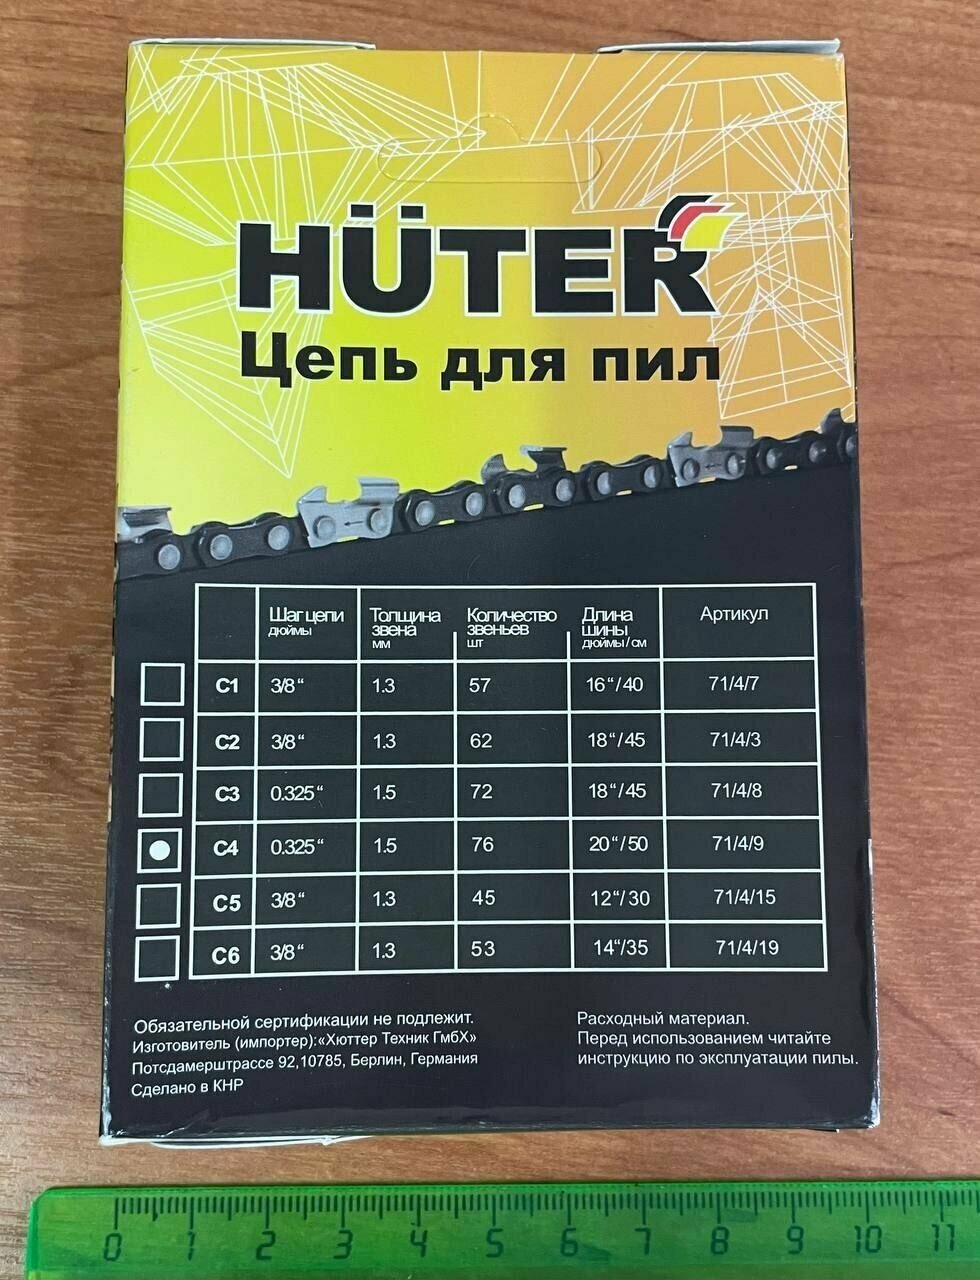 HÜTER
Цепь для пил
Шаг цепи дюймы Толщина звена мм Количество звеньев шт Длина шины дюймы/см Артикул
C1 3/8“ 1.3 57 16“/40 71/4/7
C2 3/8“ 1.3 62 18“/45 71/4/3
C3 0.325“ 1.5 72 18“/45 71/4/8
C4 0.325“ 1.5 76 20“/50 71/4/9
C5 3/8“ 1.3 45 12“/30 71/4/15
C6 3/8“ 1.3 53 14“/35 71/4/19
Обязательной сертификации не подлежит.
Изготовитель (импортер):«Хюттер Техник ГмбХ»
Потсдамерштрассе 92,10785, Берлин, Германия
Сделано в КНР
Расходный материал.
Перед использованием читайте
инструкцию по эксплуатации пилы.
0 1 2 3 4 5 6 7 8 9 10 11